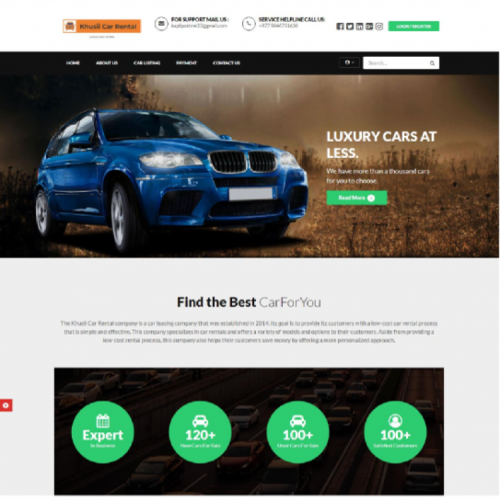 Khusil Car Rental
FOR SUPPORT MAIL US :
SERVICE HELPLINE CALL US:
LOGIN / REGISTER
HOME ABOUT US CAR LISTING PAYMENT CONTACT US
Search...
LUXURY CARS AT
LESS.
We have more than a thousand cars
for you to choose.
Read More
Find the Best CarForYou
The Khusil Car Rental company is a car leasing company that was established in 2014. Its goal is to provide its customers with a low-cost car rental process
that is simple and effective. This company specializes in car rentals and offers a variety of models and options to their customers. Aside from providing a
low-cost rental process, this company also helps their customers save money by offering a more personalized approach.
Expert 120+ 100+ 100+
In business New Cars For Sale Used Cars For Sale Satisfied Customers